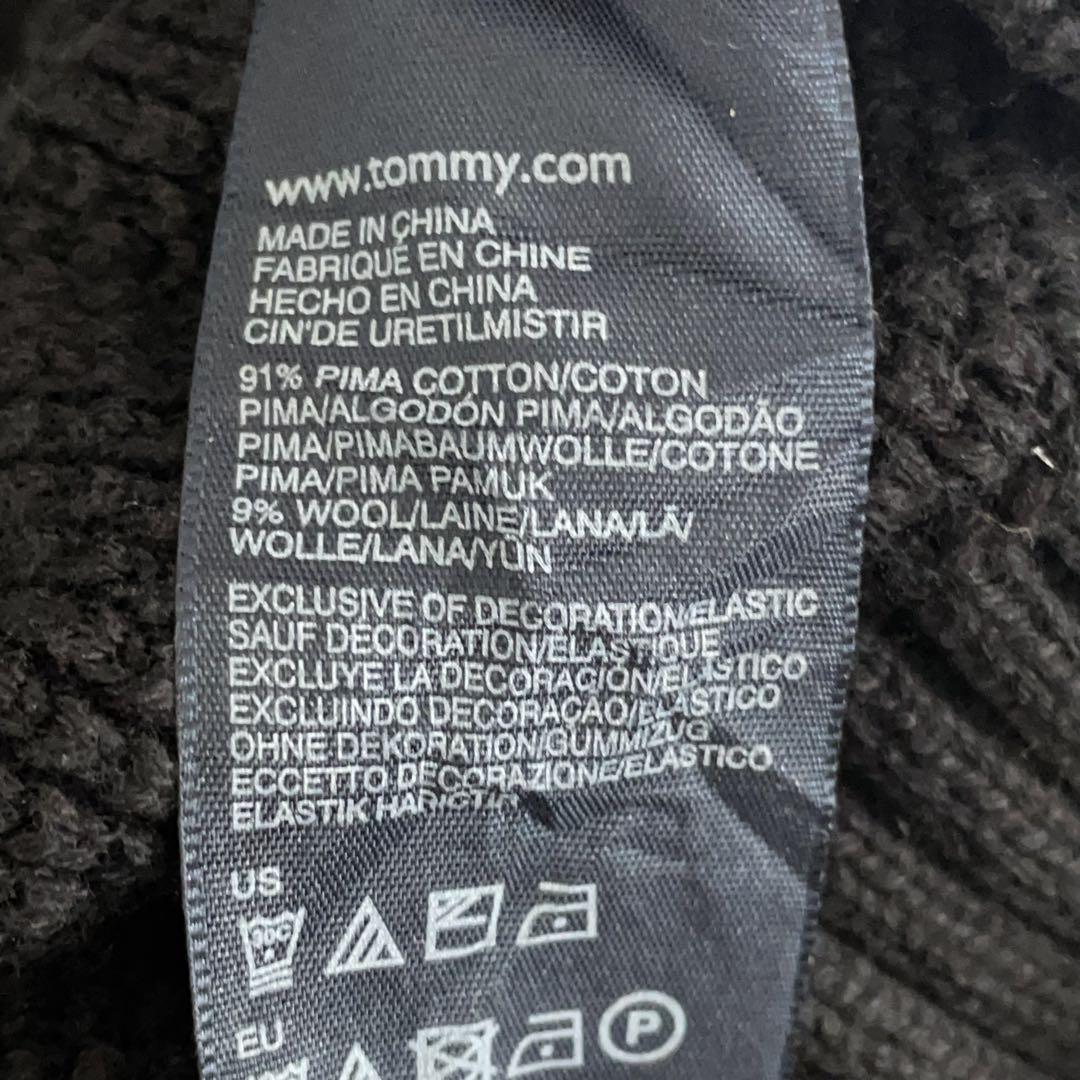 www.tommy.com
MADE IN CHINA
FABRIQUÉ EN CHINE
HECHO EN CHINA
CIN'DE URETILMISTIR
91% PIMA COTTON/COTON
PIMA/ALGODÓN PIMA/ALGODÃO
PIMA/PIMABAUMWOLLE/COTONE
PIMA/PIMA PAMUK
9% WOOL/LAINE/LANA/LÃ/
WOLLE/LANA/YÜN
EXCLUSIVE OF DECORATION/ELASTIC
SAUF DÉCORATION/ELASTIQUE
EXCLUYE LA DECORACIÓN/ELÁSTICO
EXCLUINDO DECORAÇÃO/ELÁSTICO
OHNE DEKORATION/GUMMIZUG
ECCETTO DECORAZIONE/ELASTICO
ELASTIK HARICTIR
US
30C
EU
P